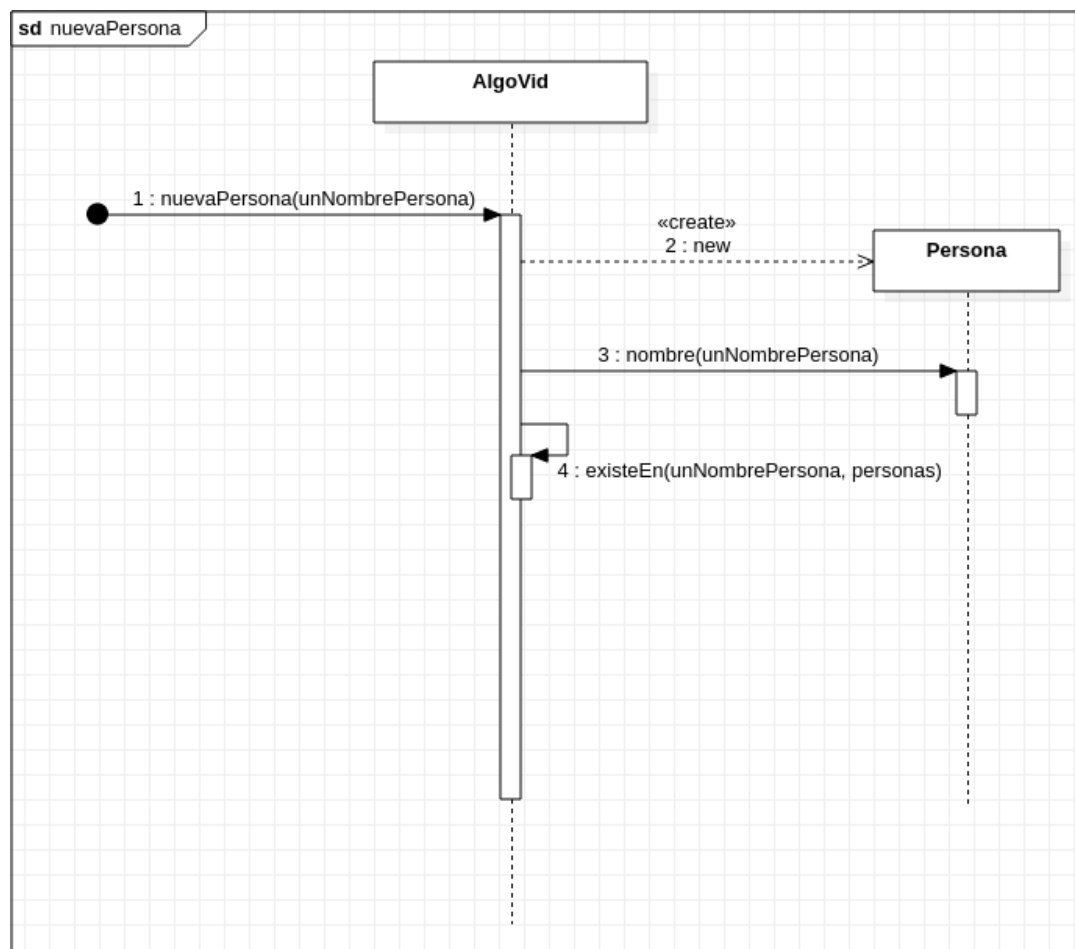 sd nuevaPersona
AlgoVid
1 : nuevaPersona(unNombrePersona)
«create»
2 : new
Persona
3 : nombre(unNombrePersona)
4 : existeEn(unNombrePersona, personas)